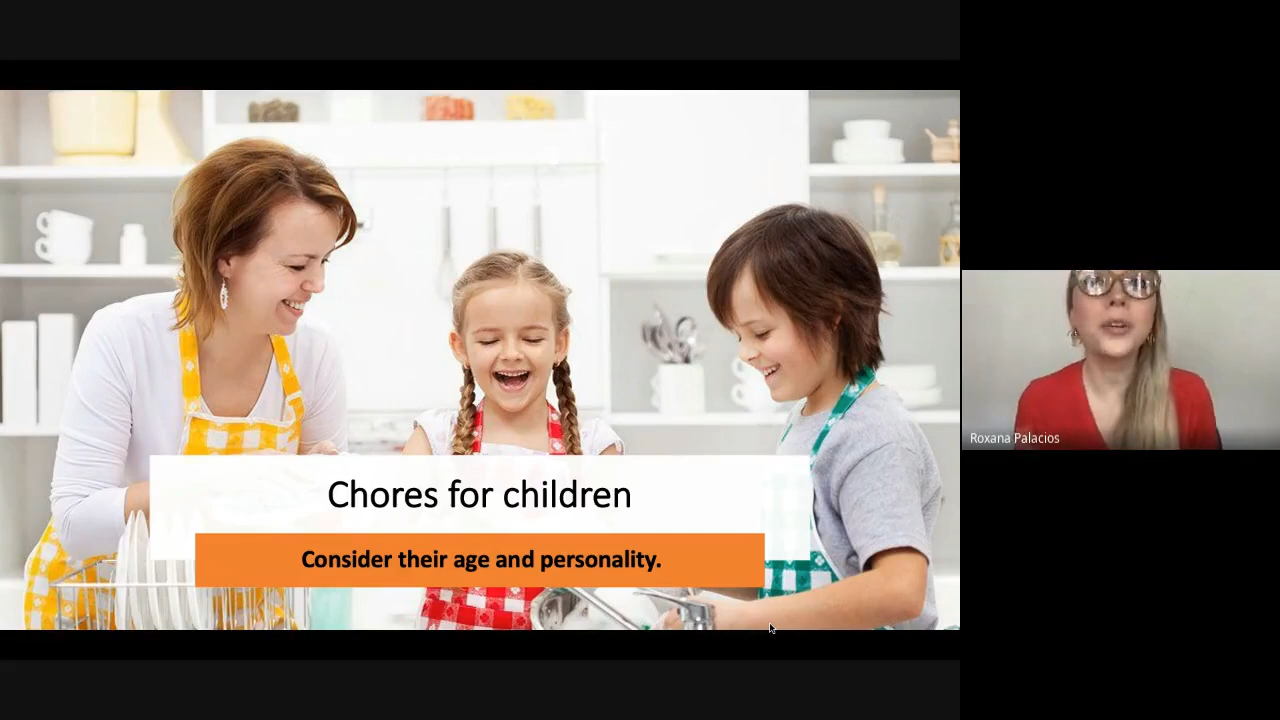 Chores for children
Consider their age and personality.
Roxana Palacios